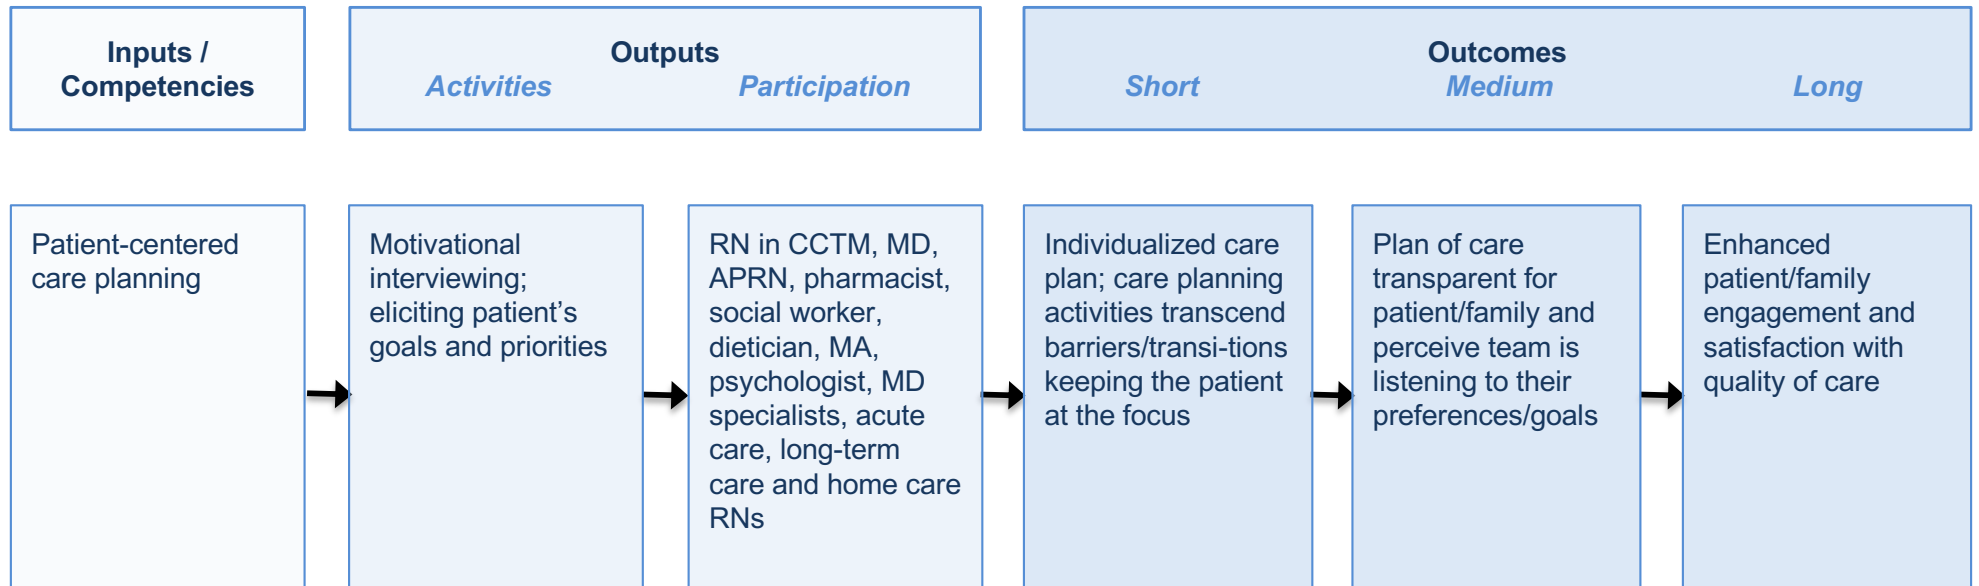 Inputs /
Competencies
Outputs
Activities
Participation
Outcomes
Short
Medium
Long
Patient-centered
care planning
Motivational
interviewing;
eliciting patient’s
goals and priorities
RN in CCTM, MD,
APRN, pharmacist,
social worker,
dietician, MA,
psychologist, MD
specialists, acute
care, long-term
care and home care
RNs
Individualized care
plan; care planning
activities transcend
barriers/transi-tions
keeping the patient
at the focus
Plan of care
transparent for
patient/family and
perceive team is
listening to their
preferences/goals
Enhanced
patient/family
engagement and
satisfaction with
quality of care